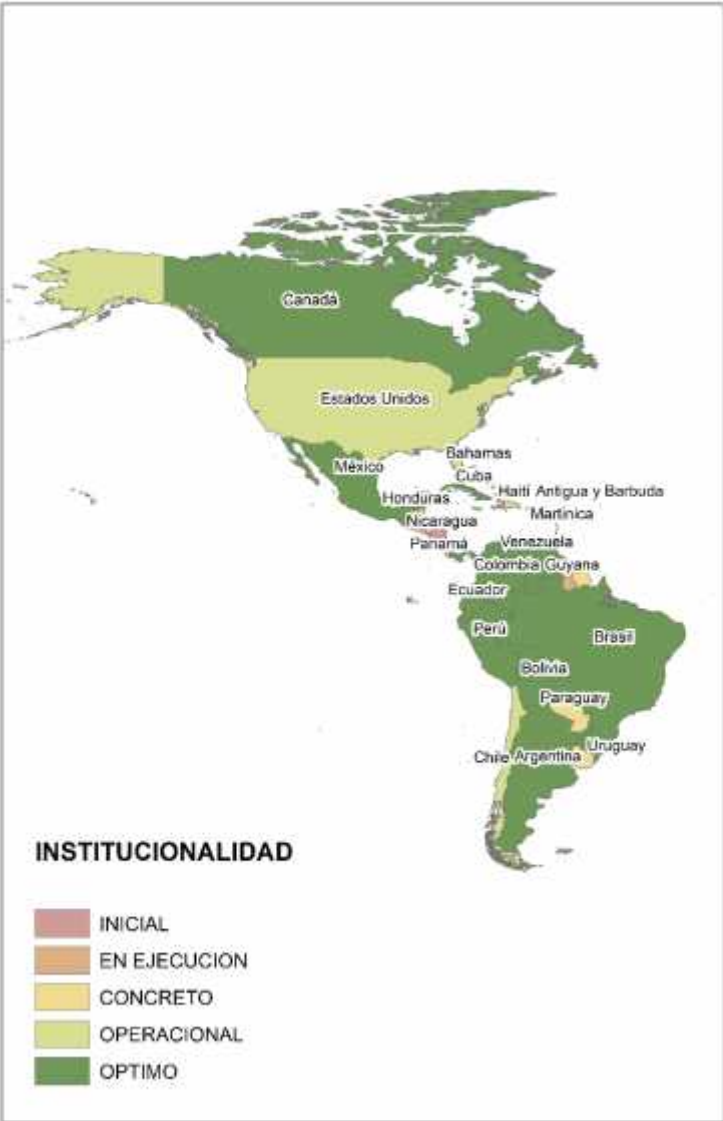 Canadá
Estados Unidos
México
Bahamas
Cuba
Honduras
Haití Antigua y Barbuda
Nicaragua
Martinica
Panamá
Venezuela
Colombia Guyana
Ecuador
Perú
Brasil
Bolivia
Paraguay
Uruguay
Chile Argentina
INSTITUCIONALIDAD
INICIAL
EN EJECUCION
CONCRETO
OPERACIONAL
OPTIMO